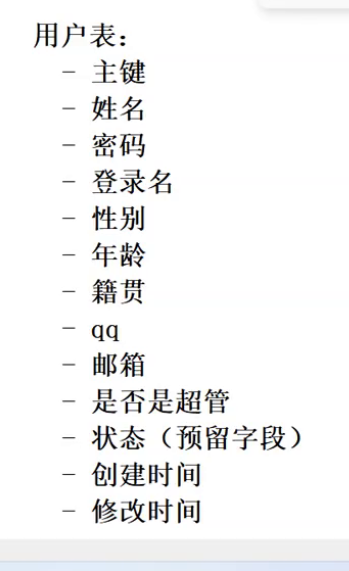 用户表：
- 主键
- 姓名
- 密码
- 登录名
- 性别
- 年龄
- 籍贯
- qq
- 邮箱
- 是否是超管
- 状态（预留字段）
- 创建时间
- 修改时间